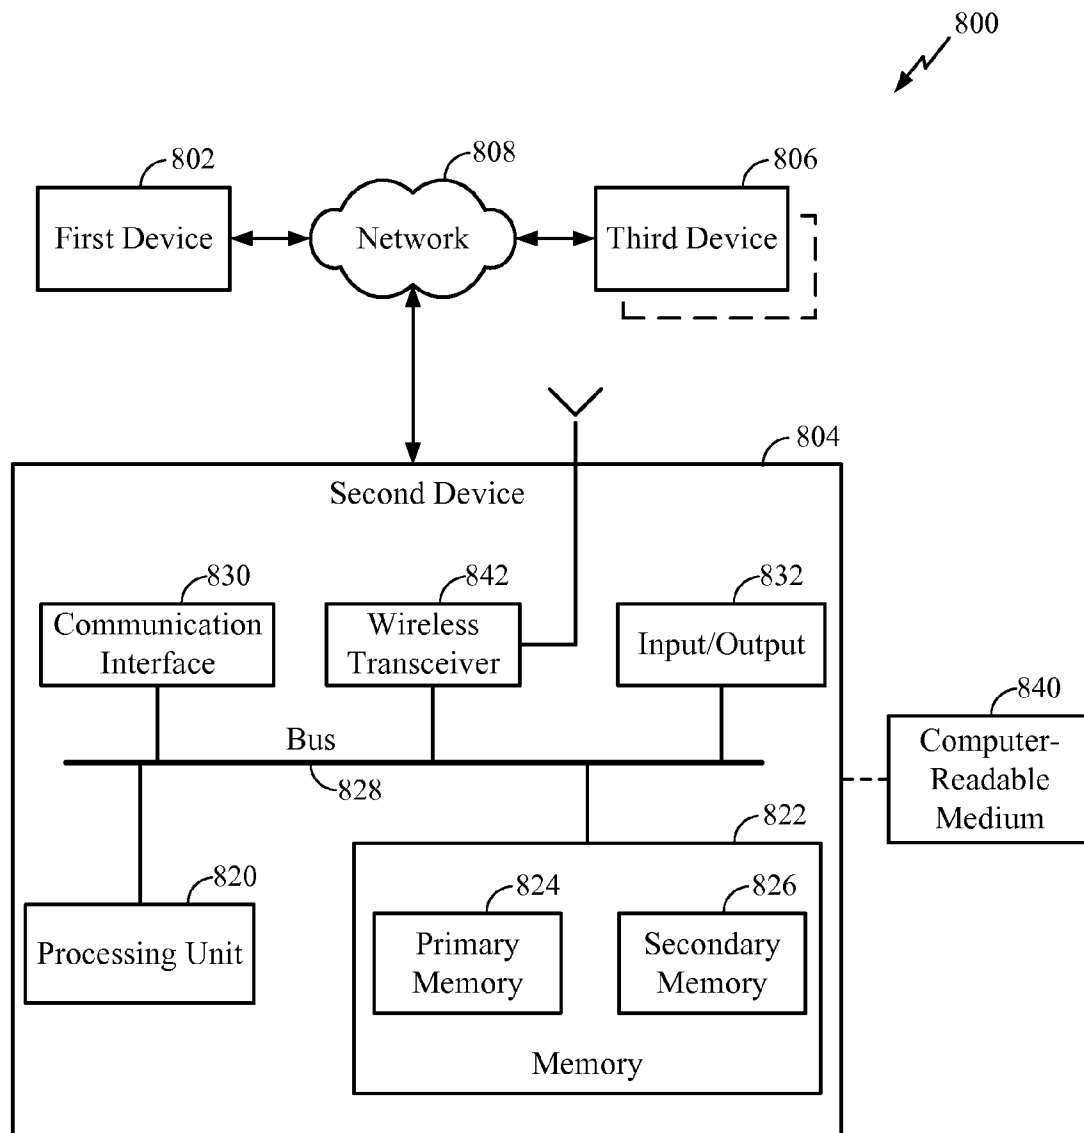 800
802
808
806
First Device
Network
Third Device
804
Second Device
830
842
832
Communication
Interface
Wireless
Transceiver
Input/Output
840
Computer-
Readable
Medium
Bus
828
822
820
824
826
Processing Unit
Primary
Memory
Secondary
Memory
Memory